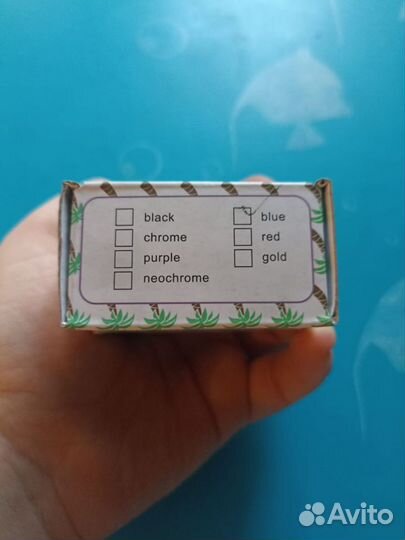 black
chrome
purple
neochrome
blue
red
gold
Avito